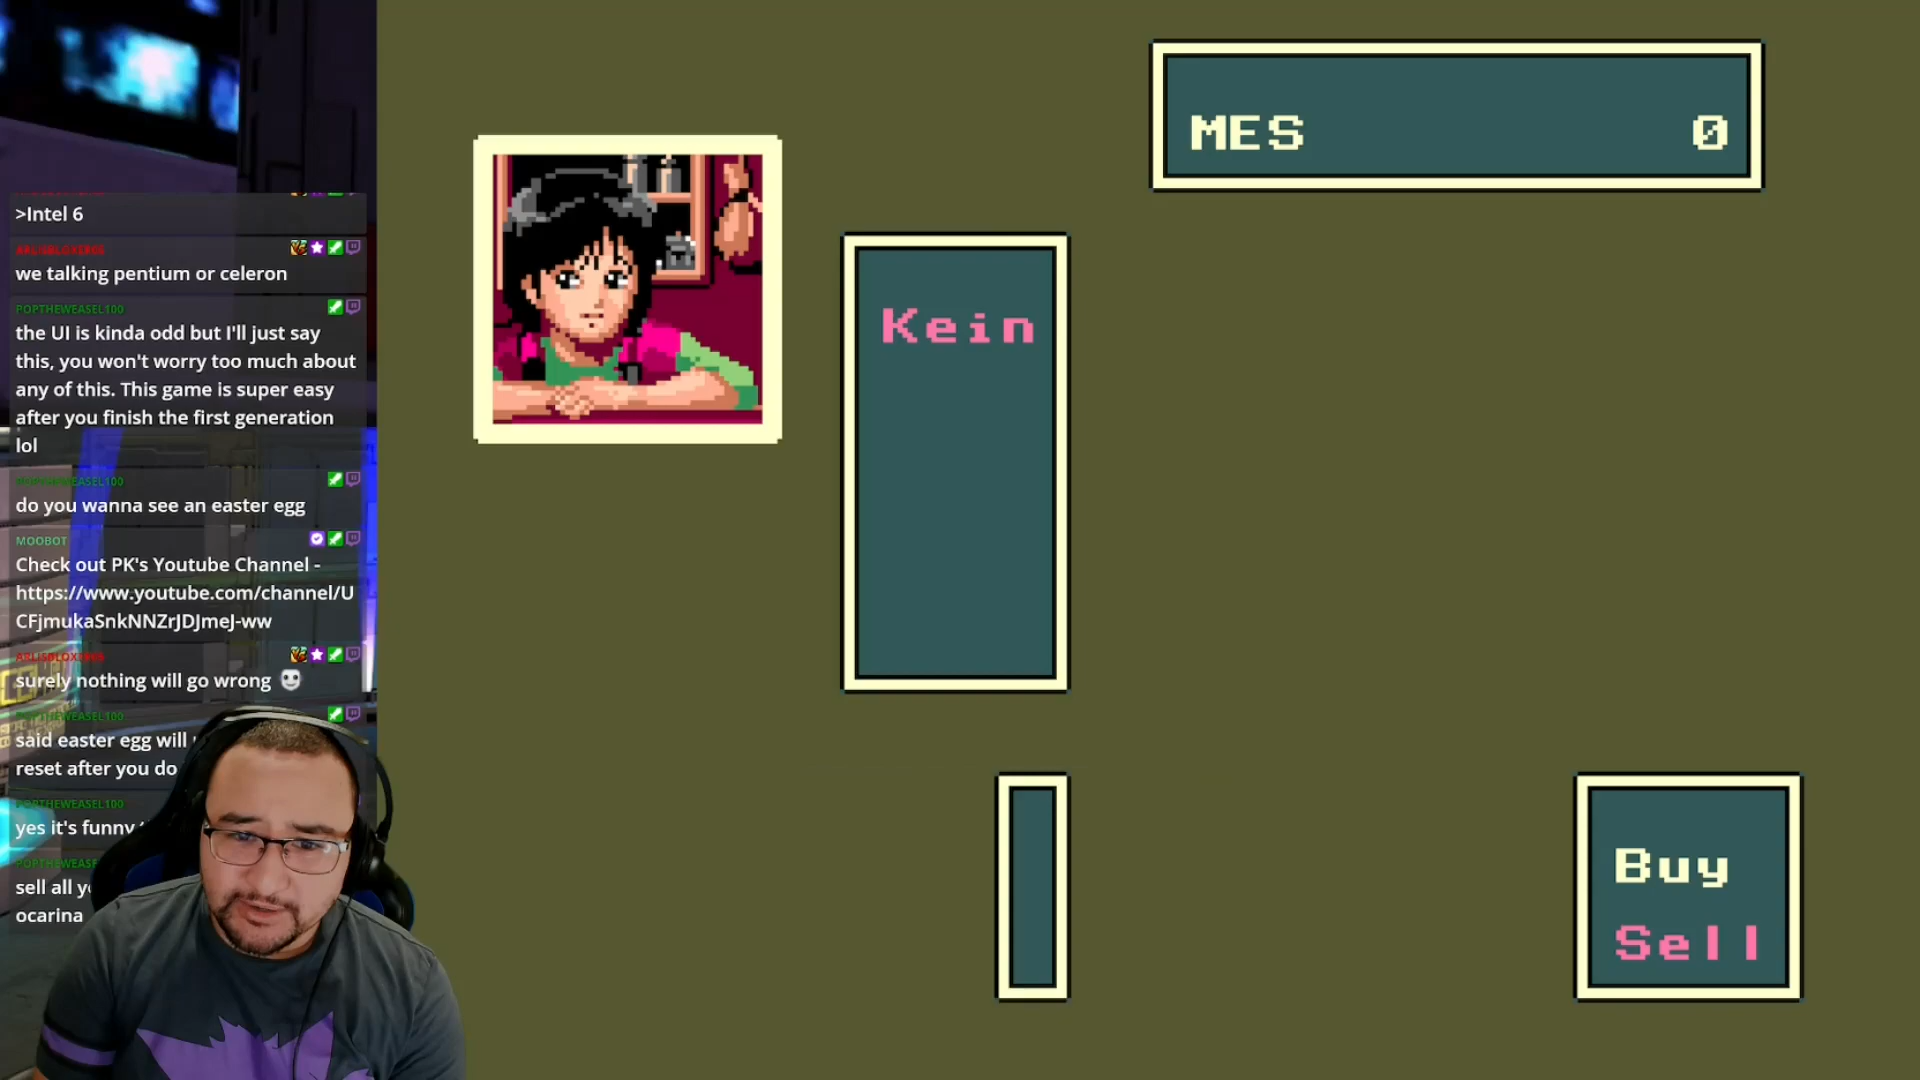 >Intel 6
we talking pentium or celeron
POPTHEWEASEL100
the UI is kinda odd but I'll just say
this, you won't worry too much about
any of this. This game is super easy
after you finish the first generation
lol
POPTHEWEASEL100
do you wanna see an easter egg
MOOBOT
Check out PK's Youtube Channel -
https://www.youtube.com/channel/U
CFjmukaSnkNNZrJDJmeJ-ww
surely nothing will go wrong
POPTHEWEASEL100
said easter egg will
reset after you do
POPTHEWEASEL100
yes it's funny
sell all
ocarina
MES 0
Kein
Buy
Sell